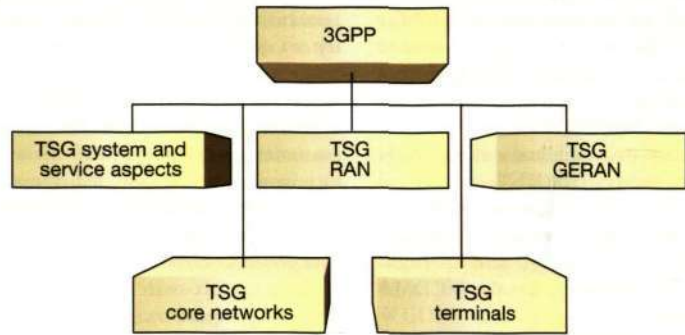 3GPP
TSG system and
service aspects
TSG
RAN
TSG
GERAN
TSG
core networks
TSG
terminals